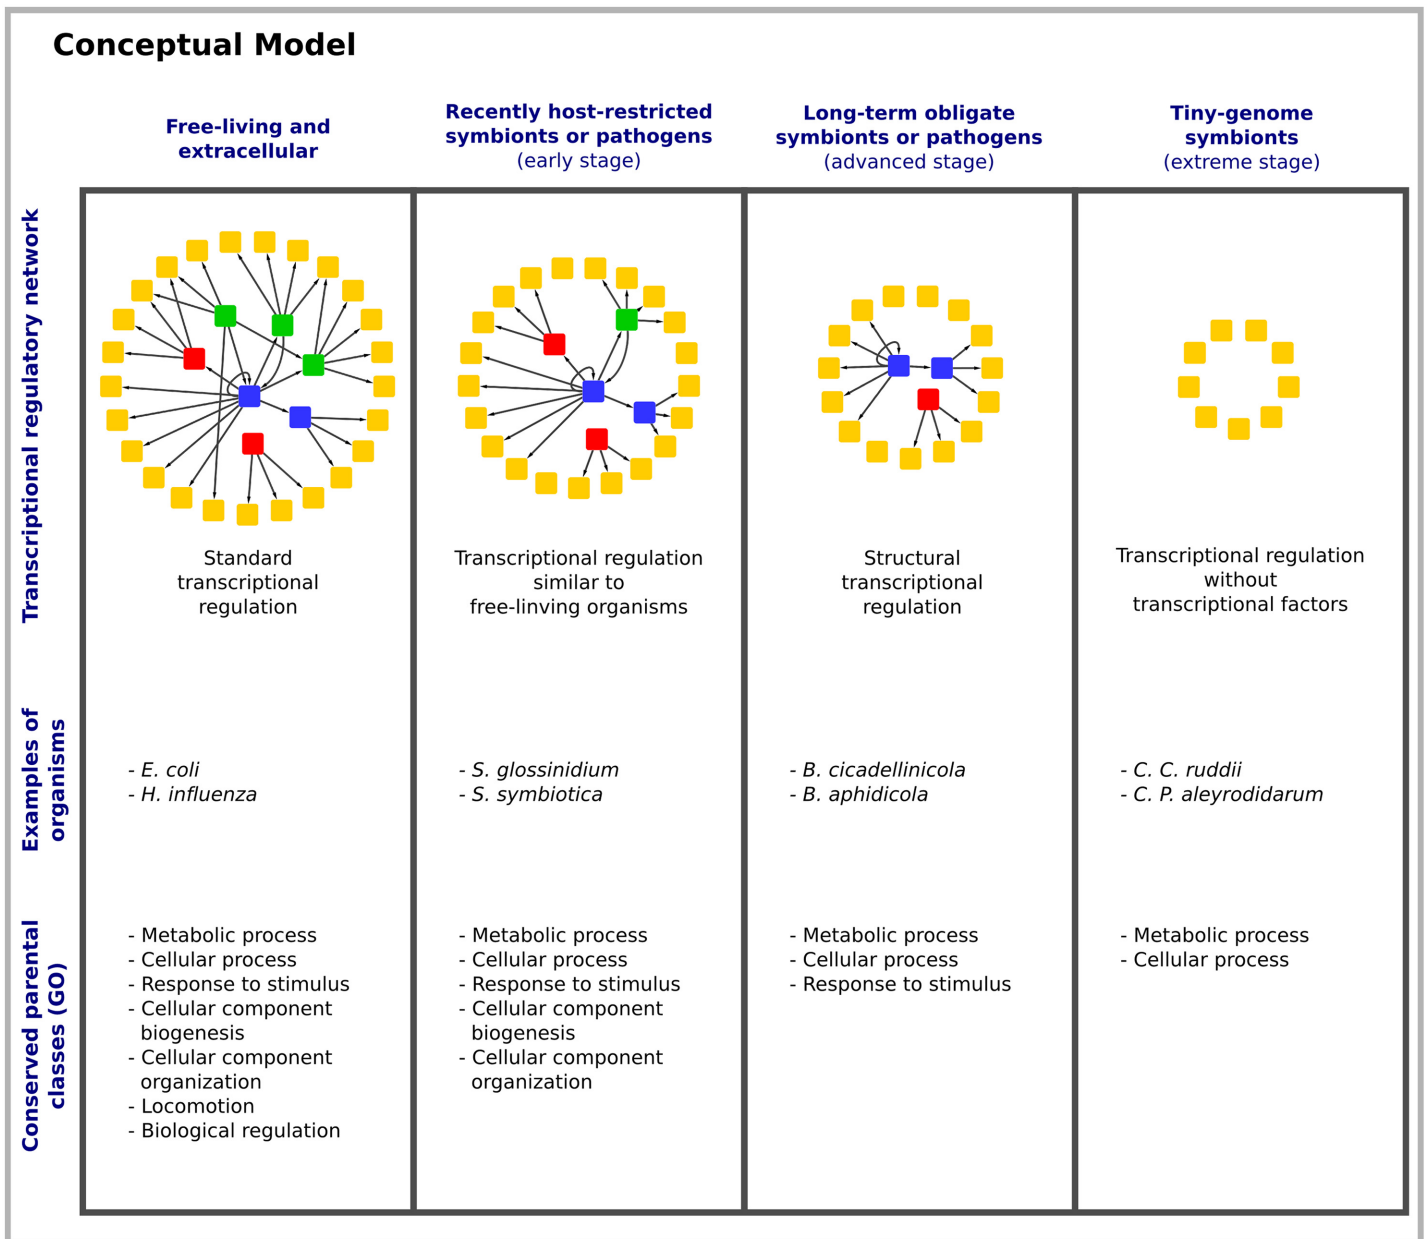 Conceptual Model
Free-living and
extracellular
Recently host-restricted
symbionts or pathogens
(early stage)
Long-term obligate
symbionts or pathogens
(advanced stage)
Tiny-genome
symbionts
(extreme stage)
Transcriptional regulatory network
Standard
transcriptional
regulation
Transcriptional regulation
similar to
free-linving organisms
Structural
transcriptional
regulation
Transcriptional regulation
without
transcriptional factors
Examples of
organisms
- E. coli
- H. influenza
- S. glossinidium
- S. symbiotica
- B. cicadellinicola
- B. aphidicola
- C. C. ruddii
- C. P. aleyrodidarum
Conserved parental
classes (GO)
- Metabolic process
- Cellular process
- Response to stimulus
- Cellular component
biogenesis
- Cellular component
organization
- Locomotion
- Biological regulation
- Metabolic process
- Cellular process
- Response to stimulus
- Cellular component
biogenesis
- Cellular component
organization
- Metabolic process
- Cellular process
- Response to stimulus
- Metabolic process
- Cellular process